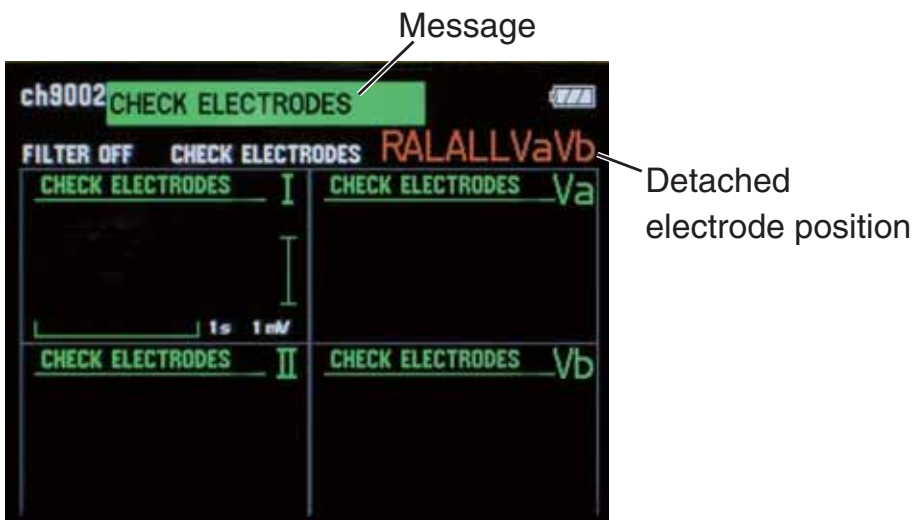 Message
ch9002 CHECK ELECTRODES
FILTER OFF CHECK ELECTRODES RALALLVaVb
Detached
electrode position
CHECK ELECTRODES I
CHECK ELECTRODES Va
1s 1mV
CHECK ELECTRODES II
CHECK ELECTRODES Vb